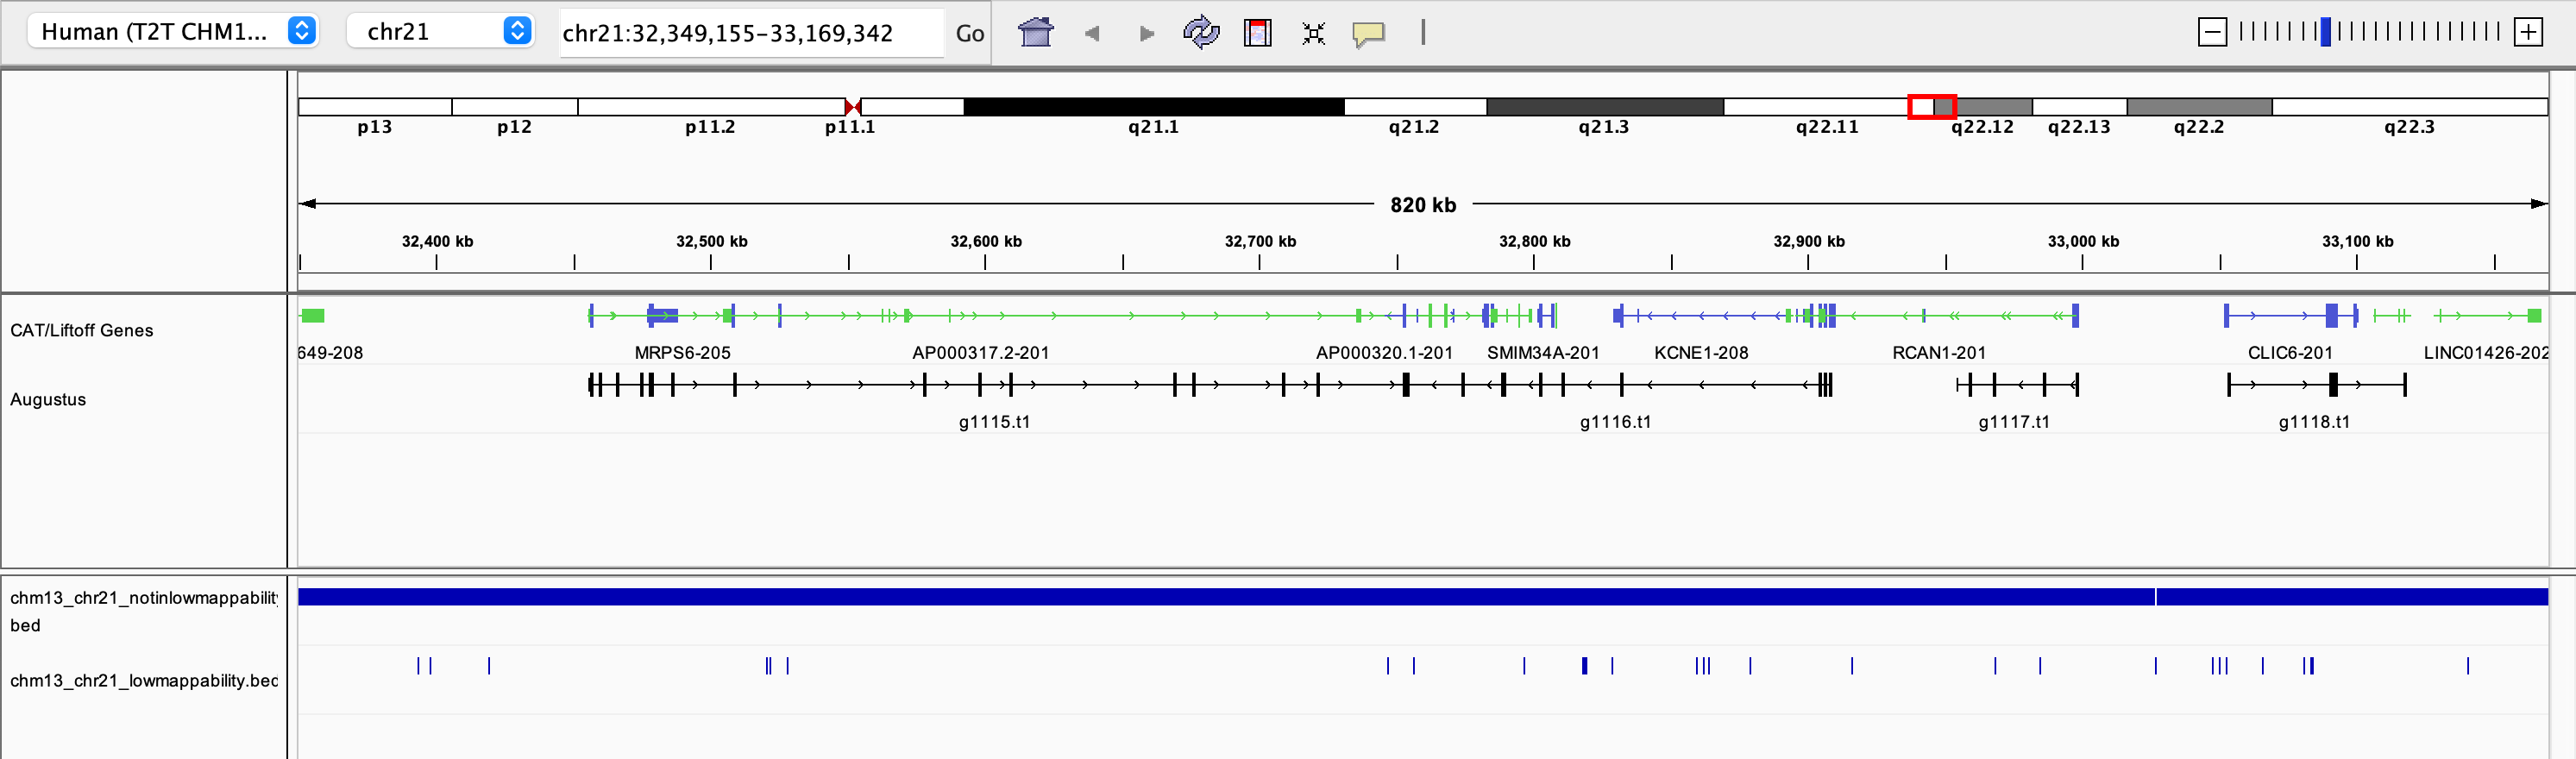 Human (T2T CHM1... chr21 chr21:32,349,155-33,169,342 Go
p13 p12 p11.2 p11.1 q21.1 q21.2 q21.3 q22.11 q22.12 q22.13 q22.2 q22.3
820 kb
32,400 kb 32,500 kb 32,600 kb 32,700 kb 32,800 kb 32,900 kb 33,000 kb 33,100 kb
CAT/Liftoff Genes
649-208 MRPS6-205 AP000317.2-201 AP000320.1-201 SMIM34A-201 KCNE1-208 RCAN1-201 CLIC6-201 LINC01426-202
Augustus
g1115.t1 g1116.t1 g1117.t1 g1118.t1
chm13_chr21_notinlowmappability
bed
chm13_chr21_lowmappability.bed